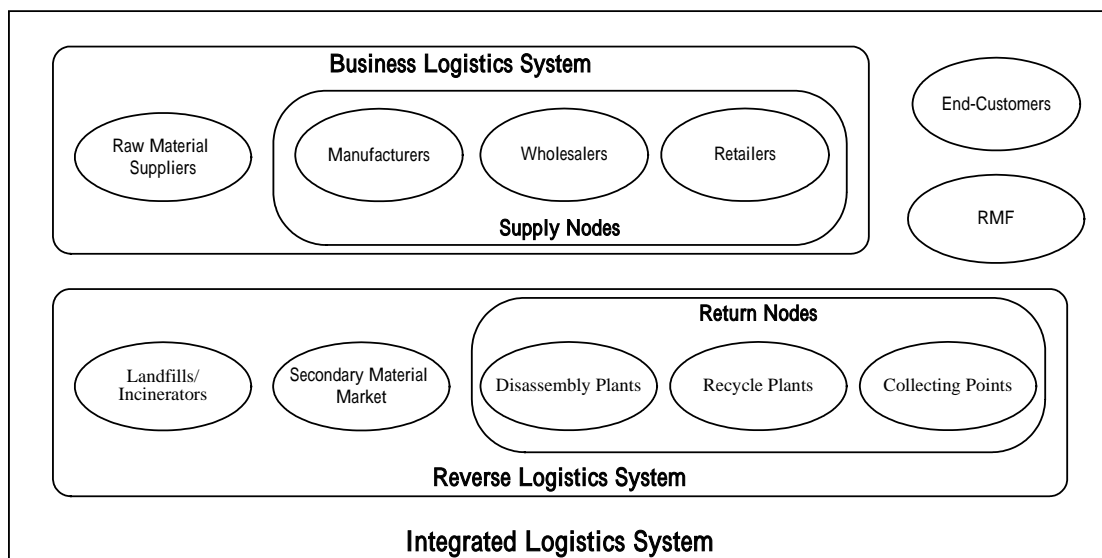 Business Logistics System
End-Customers
Raw Material
Suppliers
Manufacturers
Wholesalers
Retailers
Supply Nodes
RMF
Return Nodes
Landfills/
Incinerators
Secondary Material
Market
Disassembly Plants
Recycle Plants
Collecting Points
Reverse Logistics System
Integrated Logistics System